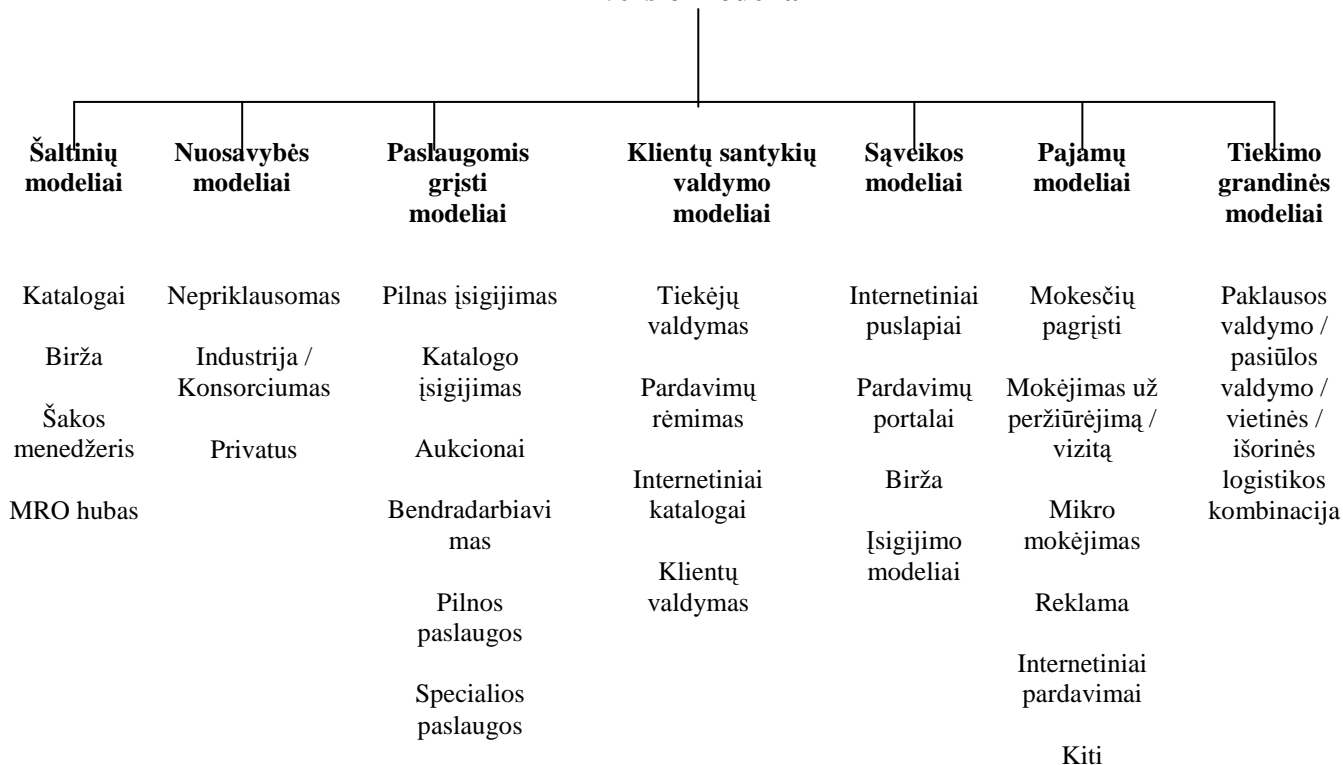 Šaltinių
modeliai
Katalogai
Birža
Šakos
menedžeris
MRO hubas
Nuosavybės
modeliai
Nepriklausomas
Industrija /
Konsorciumas
Privatus
Paslaugomis
grįsti
modeliai
Pilnas įsigijimas
Katalogo
įsigijimas
Aukcionai
Bendradarbiavi
mas
Pilnos
paslaugos
Specialios
paslaugos
Klientų santykių
valdymo
modeliai
Tiekėjų
valdymas
Pardavimų
rėmimas
Internetiniai
katalogai
Klientų
valdymas
Sąveikos
modeliai
Internetiniai
puslapiai
Pardavimų
portalai
Birža
Įsigijimo
modeliai
Pajamų
modeliai
Mokesčių
pagrįsti
Mokėjimas už
peržiūrėjimą /
vizitą
Mikro
mokėjimas
Reklama
Internetiniai
pardavimai
Kiti
Tiekimo
grandinės
modeliai
Paklausos
valdymo /
pasiūlos
valdymo /
vietinės /
išorinės
logistikos
kombinacija